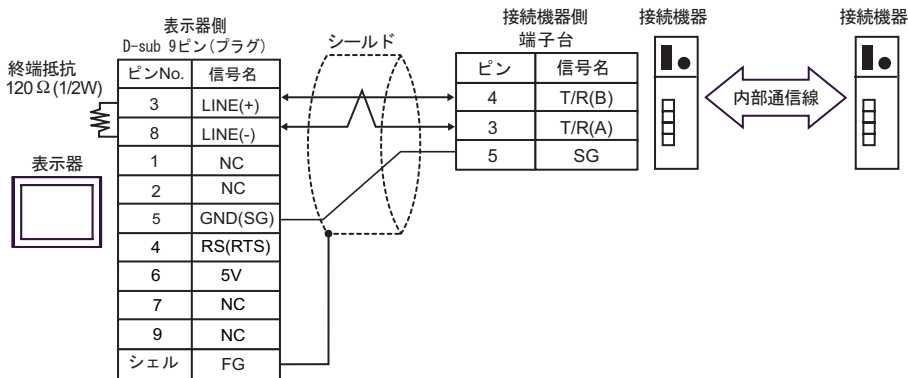 表示器側
D-sub 9ピン(プラグ)
シールド
接続機器側
端子台
接続機器
接続機器
終端抵抗
120Ω(1/2W)
ピンNo. 信号名
3 LINE(+)
8 LINE(-)
1 NC
2 NC
5 GND(SG)
4 RS(RTS)
6 5V
7 NC
9 NC
シェル FG
ピン 信号名
4 T/R(B)
3 T/R(A)
5 SG
内部通信線
表示器